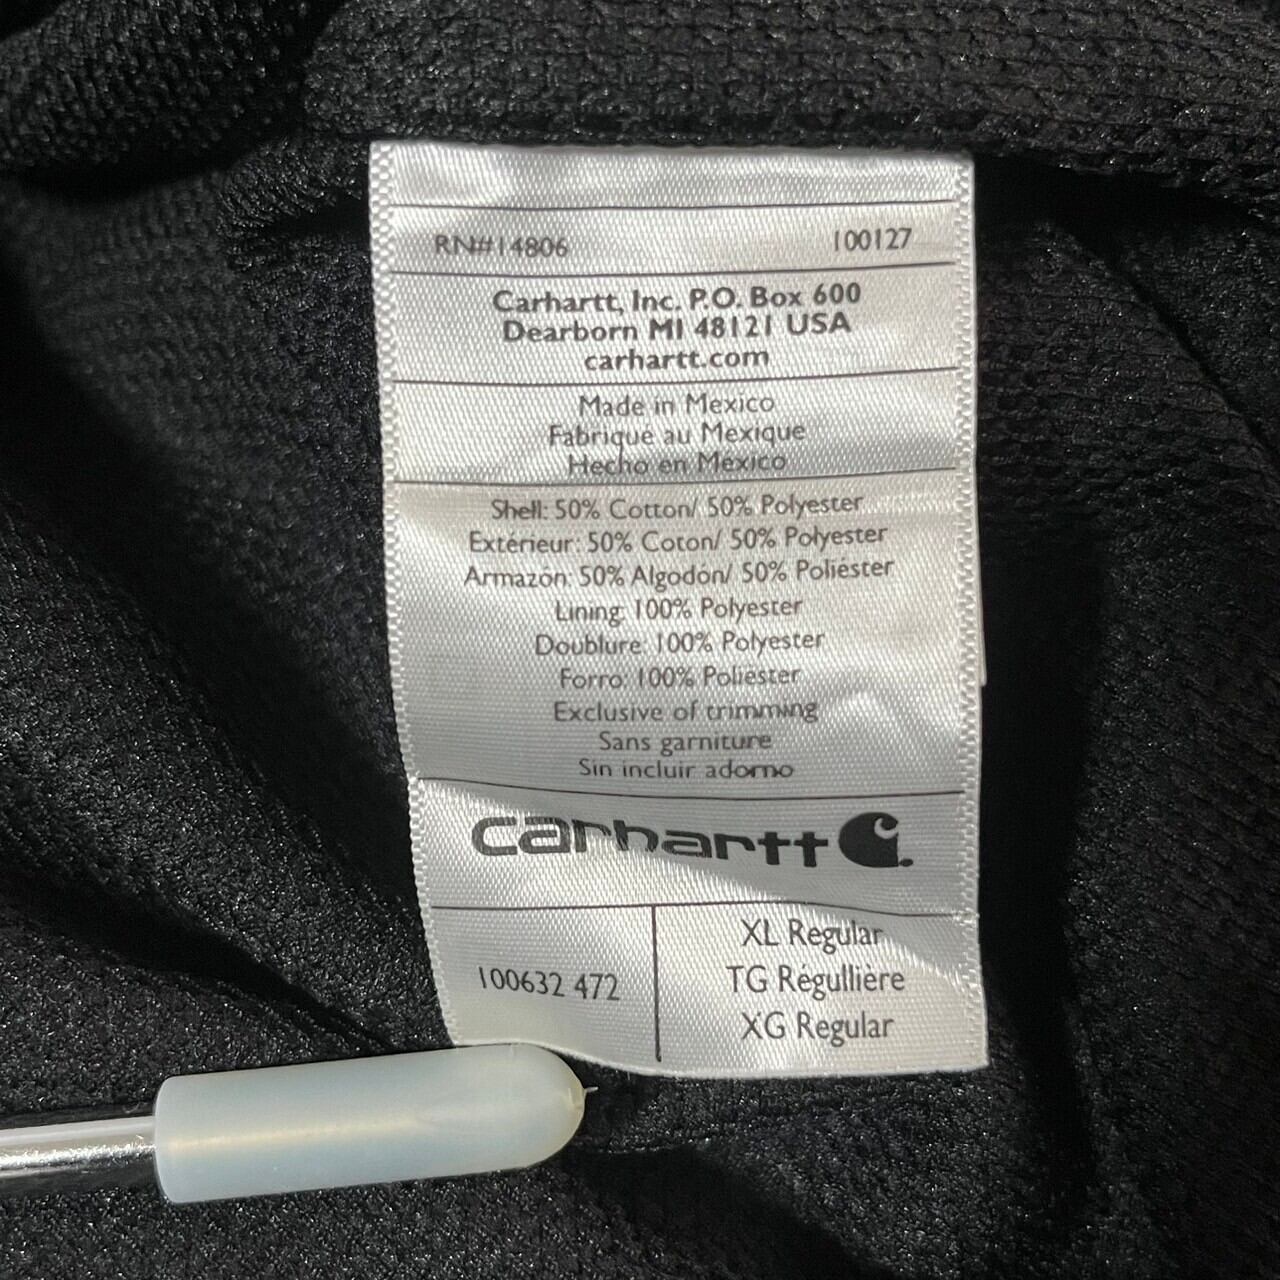 RN#14806 100127
Carhartt, Inc. P.O. Box 600
Dearborn MI 48121 USA
carhartt.com
Made in Mexico
Fabriqué au Mexique
Hecho en México
Shell: 50% Cotton/ 50% Polyester
Extérieur: 50% Coton/ 50% Polyester
Armazón: 50% Algodón/ 50% Poliéster
Lining: 100% Polyester
Doublure: 100% Polyester
Forro: 100% Poliéster
Exclusive of trimming
Sans garniture
Sin incluir adorno
carhartt
100632 472
XL Regular
TG Régullière
XG Regular